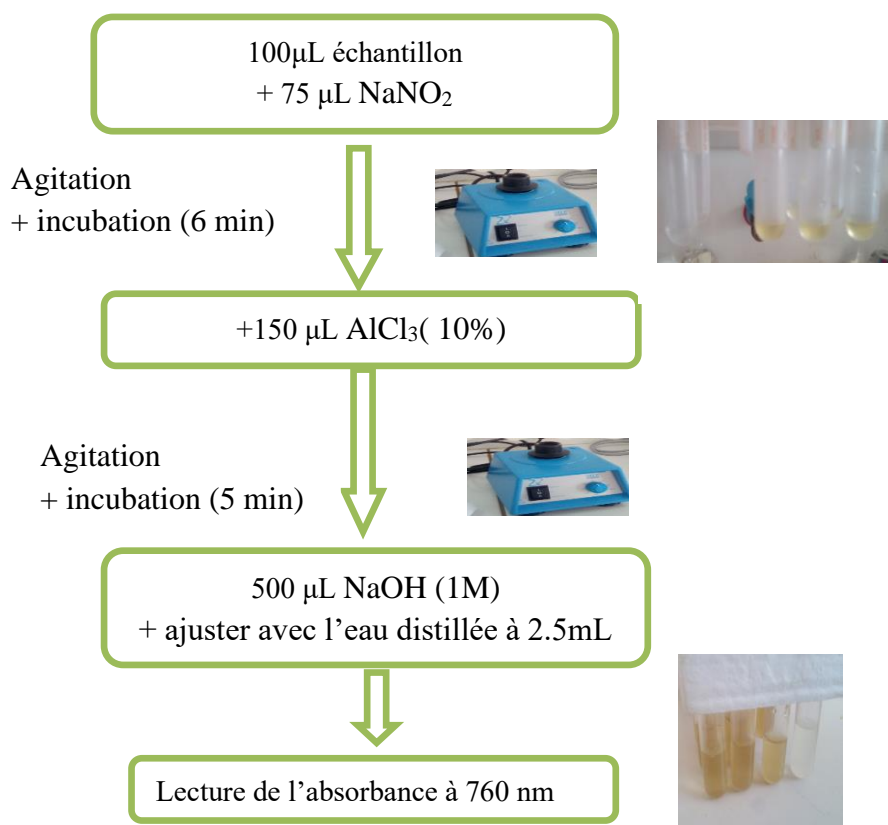 100µL échantillon
+ 75 µL NaNO₂
Agitation
+ incubation (6 min)
+150 µL AlCl₃( 10%)
Agitation
+ incubation (5 min)
500 µL NaOH (1M)
+ ajuster avec l’eau distillée à 2.5mL
Lecture de l’absorbance à 760 nm